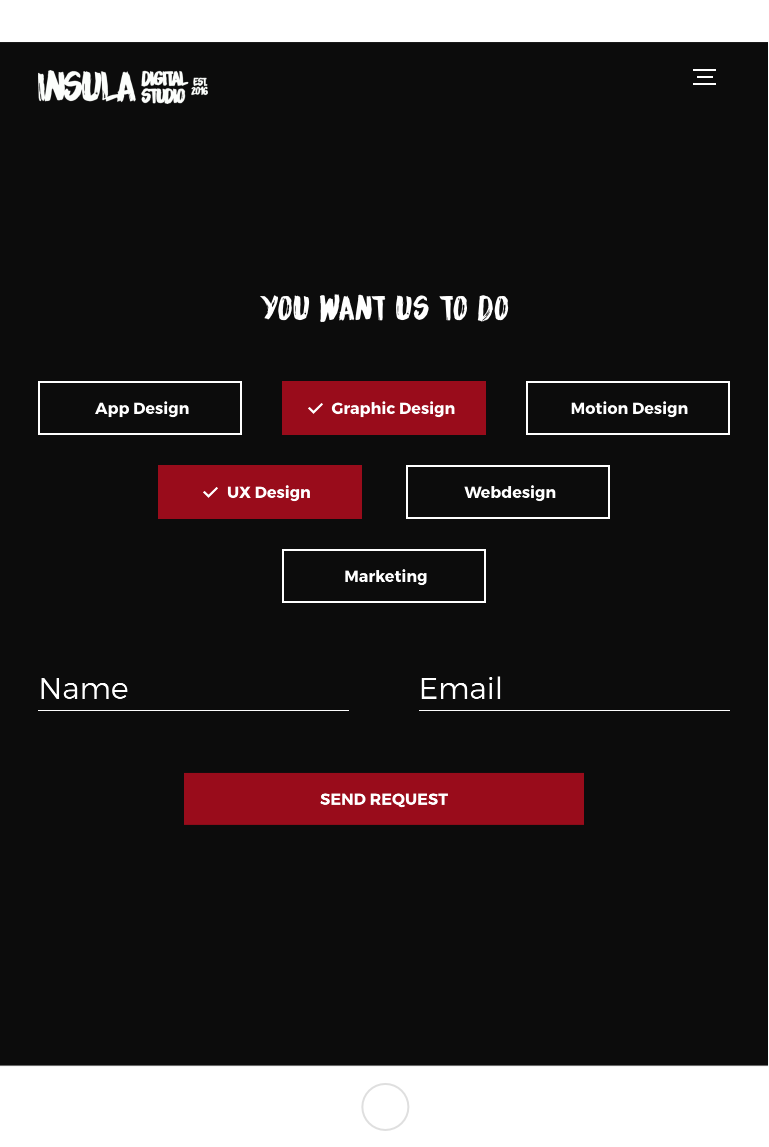 INSULA DIGITAL STUDIO EST. 2016
YOU WANT US TO DO
App Design
Graphic Design
Motion Design
UX Design
Webdesign
Marketing
Name
Email
SEND REQUEST